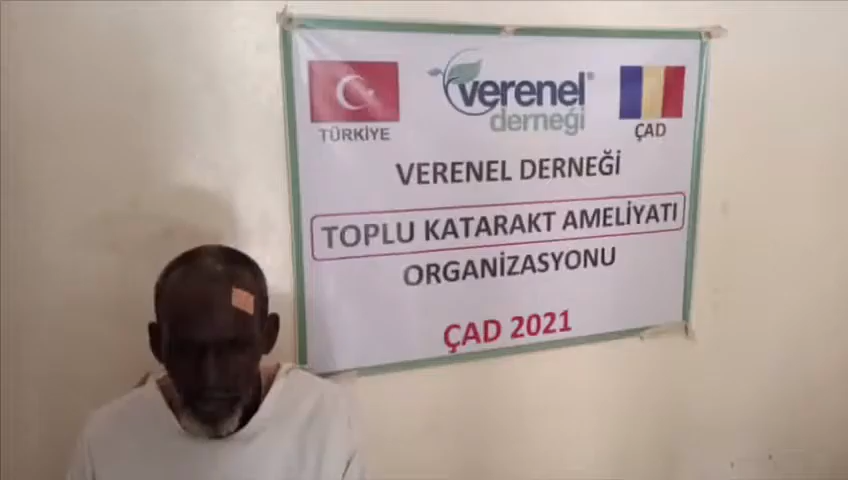 verenel®
derneği
TÜRKİYE
ÇAD
VERENEL DERNEĞİ
TOPLU KATARAKT AMELİYATI
ORGANİZASYONU
ÇAD 2021